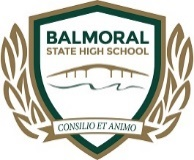 BALMORAL
STATE HIGH SCHOOL
CONSILIO ET ANIMO